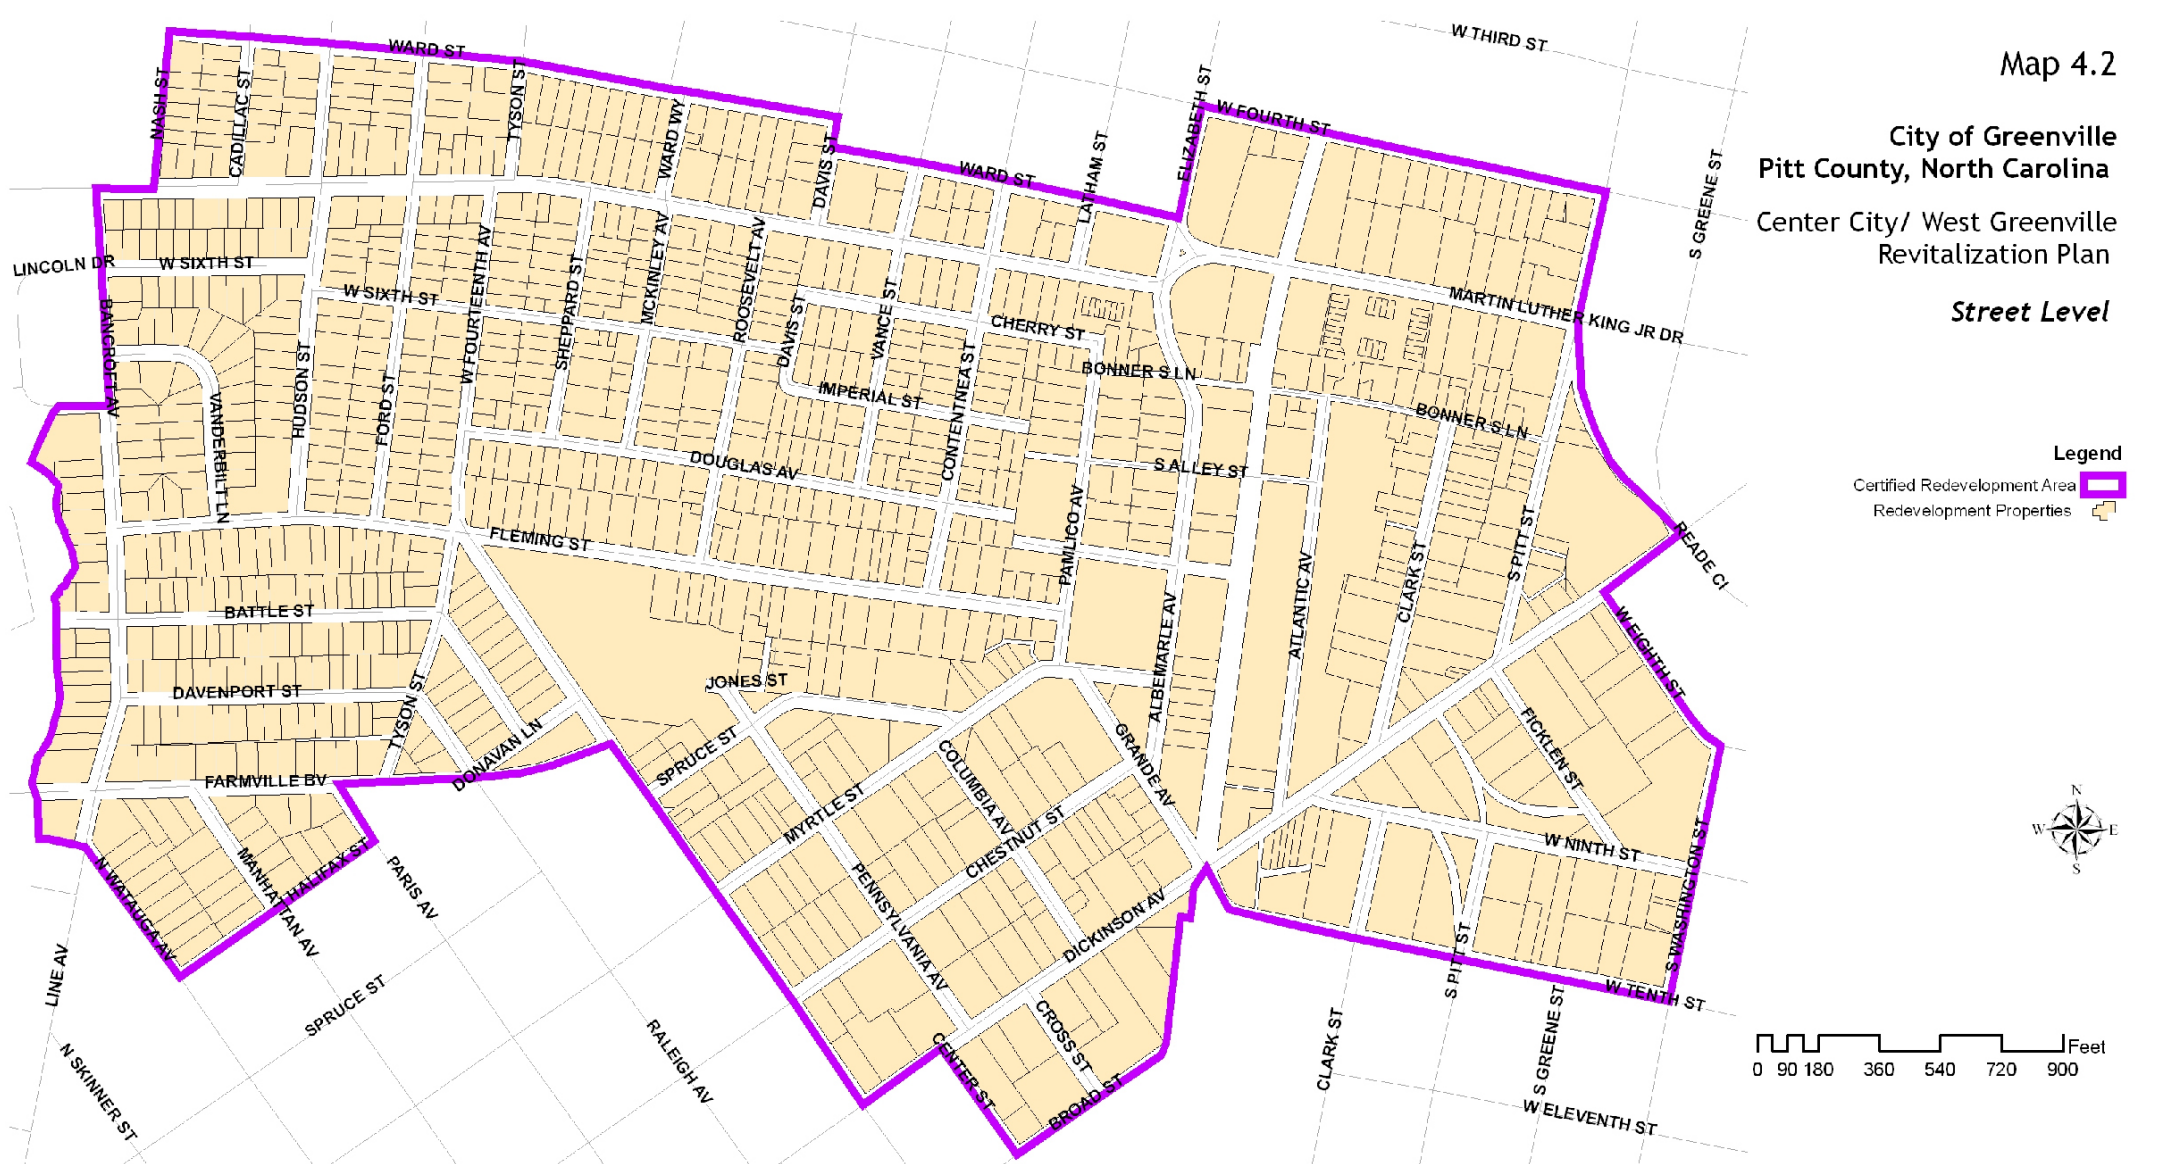 Map 4.2
City of Greenville
Pitt County, North Carolina
Center City/ West Greenville
Revitalization Plan
Street Level
Legend
Certified Redevelopment Area
Redevelopment Properties
N
W E
S
Feet
0 90 180 360 540 720 900
W THIRD ST
WARD ST
NASH ST
CADILLAC ST
TYSON ST
WARD WY
DAVIS ST
WARD ST
LATHAM ST
ELIZABETH ST
W FOURTH ST
S GREENE ST
LINCOLN DR
W SIXTH ST
BANCROFT AV
W SIXTH ST
HUDSON ST
FORD ST
W FOURTEENTH AV
SHEPPARD ST
MCKINLEY AV
ROOSEVELT AV
DAVIS ST
VANCE ST
CHERRY ST
CONTENTNEA ST
MARTIN LUTHER KING JR DR
BONNER S LN
BONNER S LN
IMPERIAL ST
VANDERBILT LN
DOUGLAS AV
S ALLEY ST
PAMLICO AV
FLEMING ST
ATLANTIC AV
CLARK ST
S PITT ST
READE CI
BATTLE ST
ALBEMARLE AV
W EIGHTH ST
DAVENPORT ST
TYSON ST
JONES ST
SPRUCE ST
GRANDE AV
FICKLEN ST
FARMVILLE BV
DONAVAN LN
MYRTLE ST
COLUMBIA AV
CHESTNUT ST
W NINTH ST
N WATAUGA AV
MANHATTAN AV
HALIFAX ST
PARIS AV
PENNSYLVANIA AV
DICKINSON AV
S WASHINGTON ST
LINE AV
SPRUCE ST
RALEIGH AV
CENTER ST
CROSS ST
BROAD ST
CLARK ST
S PITT ST
S GREENE ST
W TENTH ST
N SKINNER ST
W ELEVENTH ST